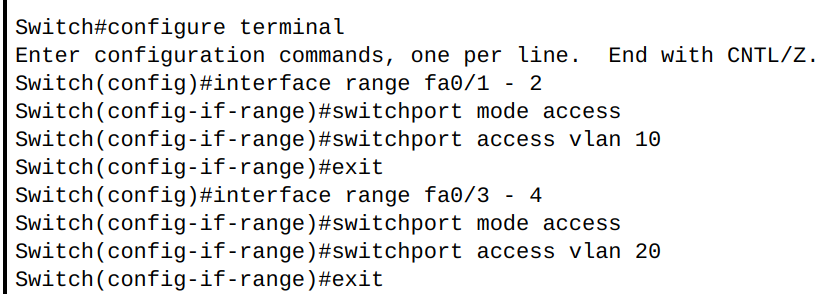 Switch#configure terminal
Enter configuration commands, one per line.  End with CNTL/Z.
Switch(config)#interface range fa0/1 - 2
Switch(config-if-range)#switchport mode access
Switch(config-if-range)#switchport access vlan 10
Switch(config-if-range)#exit
Switch(config)#interface range fa0/3 - 4
Switch(config-if-range)#switchport mode access
Switch(config-if-range)#switchport access vlan 20
Switch(config-if-range)#exit